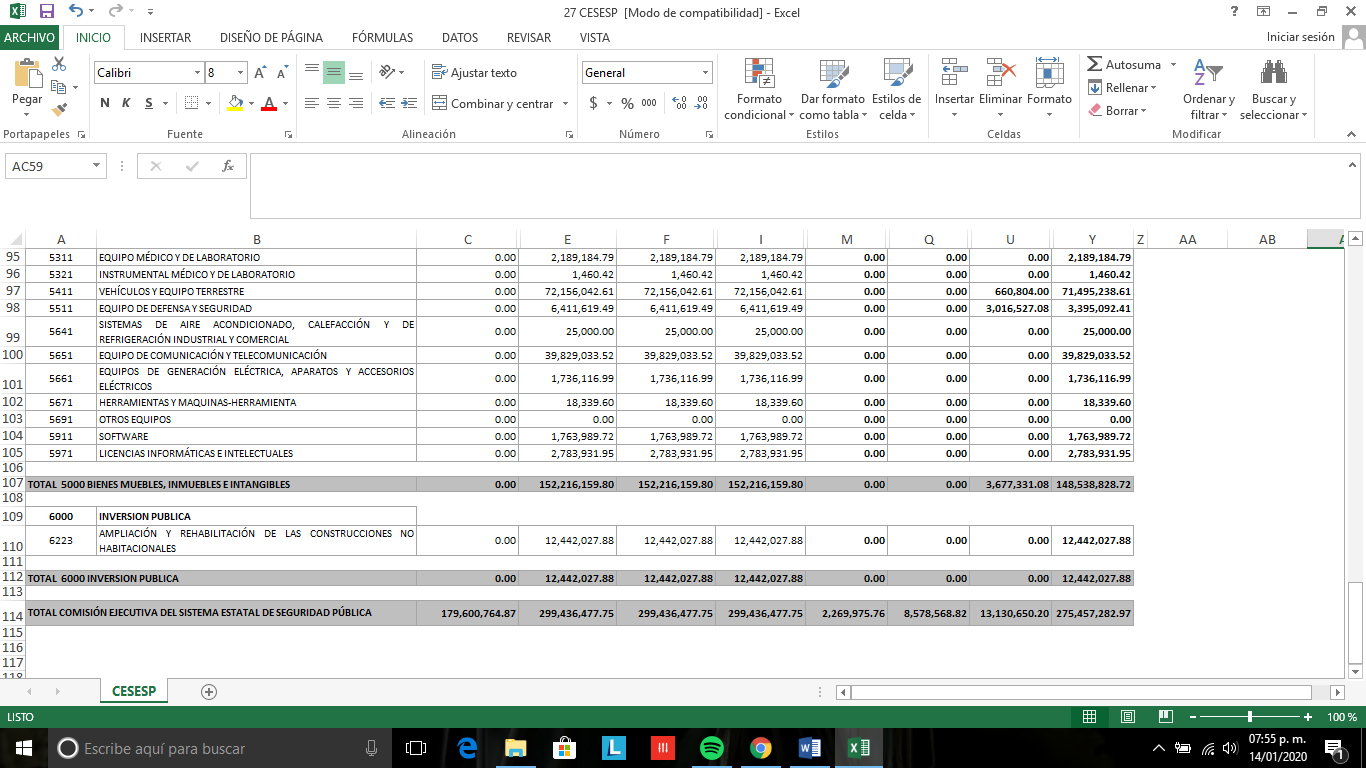 27 CESESP [Modo de compatibilidad] - Excel
ARCHIVO INICIO INSERTAR DISEÑO DE PÁGINA FÓRMULAS DATOS REVISAR VISTA Iniciar sesión
Pegar
Calibri 8
N K S
Ajustar texto
Combinar y centrar
General
$ % 000
Formato condicional
Dar formato como tabla
Estilos de celda
Insertar Eliminar Formato
Autosuma
Rellenar
Borrar
Ordenar y filtrar
Buscar y seleccionar
Portapapeles Fuente Alineación Número Estilos Celdas Modificar
AC59 fx
A B C E F I M Q U Y Z AA AB
95 5311 EQUIPO MÉDICO Y DE LABORATORIO 0.00 2,189,184.79 2,189,184.79 2,189,184.79 0.00 0.00 0.00 2,189,184.79
96 5321 INSTRUMENTAL MÉDICO Y DE LABORATORIO 0.00 1,460.42 1,460.42 1,460.42 0.00 0.00 0.00 1,460.42
97 5411 VEHÍCULOS Y EQUIPO TERRESTRE 0.00 72,156,042.61 72,156,042.61 72,156,042.61 0.00 0.00 660,804.00 71,495,238.61
98 5511 EQUIPO DE DEFENSA Y SEGURIDAD 0.00 6,411,619.49 6,411,619.49 6,411,619.49 0.00 0.00 3,016,527.08 3,395,092.41
99 5641 SISTEMAS DE AIRE ACONDICIONADO, CALEFACCIÓN Y DE REFRIGERACIÓN INDUSTRIAL Y COMERCIAL 0.00 25,000.00 25,000.00 25,000.00 0.00 0.00 0.00 25,000.00
100 5651 EQUIPO DE COMUNICACIÓN Y TELECOMUNICACIÓN 0.00 39,829,033.52 39,829,033.52 39,829,033.52 0.00 0.00 0.00 39,829,033.52
101 5661 EQUIPOS DE GENERACIÓN ELÉCTRICA, APARATOS Y ACCESORIOS ELÉCTRICOS 0.00 1,736,116.99 1,736,116.99 1,736,116.99 0.00 0.00 0.00 1,736,116.99
102 5671 HERRAMIENTAS Y MAQUINAS-HERRAMIENTA 0.00 18,339.60 18,339.60 18,339.60 0.00 0.00 0.00 18,339.60
103 5691 OTROS EQUIPOS 0.00 0.00 0.00 0.00 0.00 0.00 0.00 0.00
104 5911 SOFTWARE 0.00 1,763,989.72 1,763,989.72 1,763,989.72 0.00 0.00 0.00 1,763,989.72
105 5971 LICENCIAS INFORMÁTICAS E INTELECTUALES 0.00 2,783,931.95 2,783,931.95 2,783,931.95 0.00 0.00 0.00 2,783,931.95
106
107 TOTAL 5000 BIENES MUEBLES, INMUEBLES E INTANGIBLES 0.00 152,216,159.80 152,216,159.80 152,216,159.80 0.00 0.00 3,677,331.08 148,538,828.72
108
109 6000 INVERSION PUBLICA
110 6223 AMPLIACIÓN Y REHABILITACIÓN DE LAS CONSTRUCCIONES NO HABITACIONALES 0.00 12,442,027.88 12,442,027.88 12,442,027.88 0.00 0.00 0.00 12,442,027.88
111
112 TOTAL 6000 INVERSION PUBLICA 0.00 12,442,027.88 12,442,027.88 12,442,027.88 0.00 0.00 0.00 12,442,027.88
113
114 TOTAL COMISIÓN EJECUTIVA DEL SISTEMA ESTATAL DE SEGURIDAD PÚBLICA 179,600,764.87 299,436,477.75 299,436,477.75 299,436,477.75 2,269,975.76 8,578,568.82 13,130,650.20 275,457,282.97
115
116
117
118
CESESP
LISTO 100 %
Escribe aquí para buscar
07:55 p. m.
14/01/2020
1